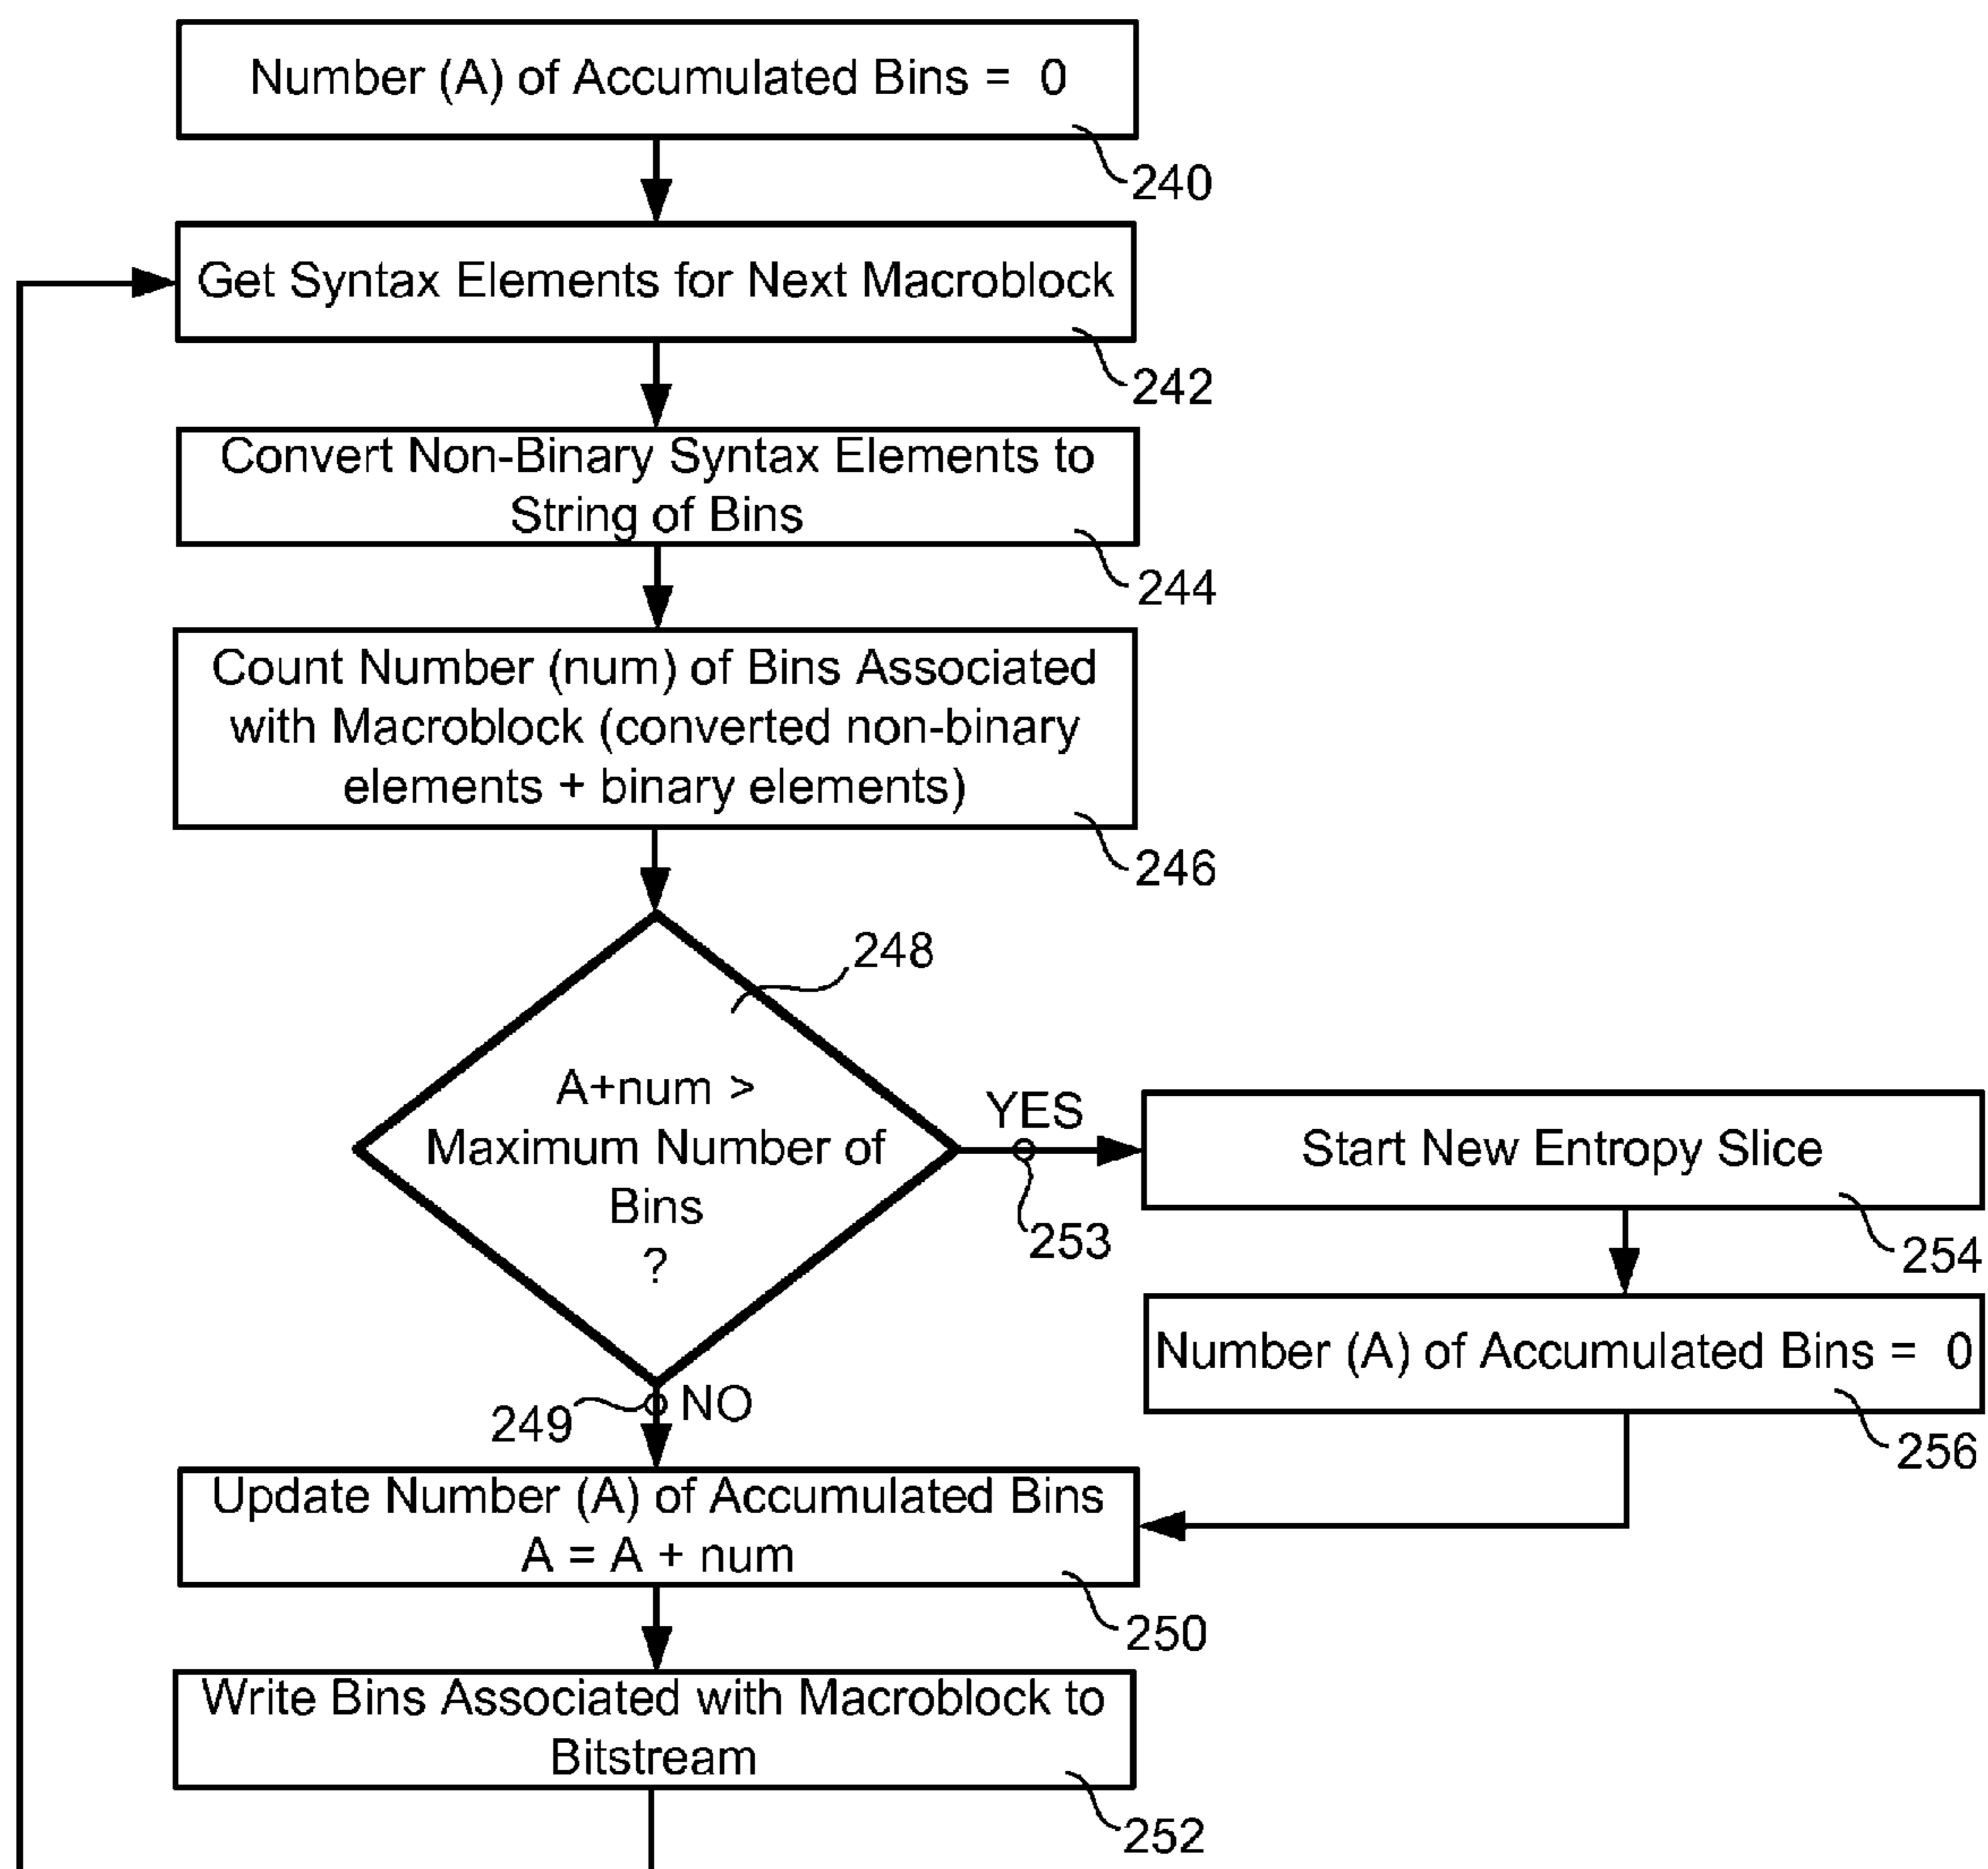 Number (A) of Accumulated Bins = 0
240
Get Syntax Elements for Next Macroblock
242
Convert Non-Binary Syntax Elements to
String of Bins
244
Count Number (num) of Bins Associated
with Macroblock (converted non-binary
elements + binary elements)
246
248
A+num >
Maximum Number of
Bins
?
YES
253
Start New Entropy Slice
254
Number (A) of Accumulated Bins = 0
256
249
NO
Update Number (A) of Accumulated Bins
A = A + num
250
Write Bins Associated with Macroblock to
Bitstream
252